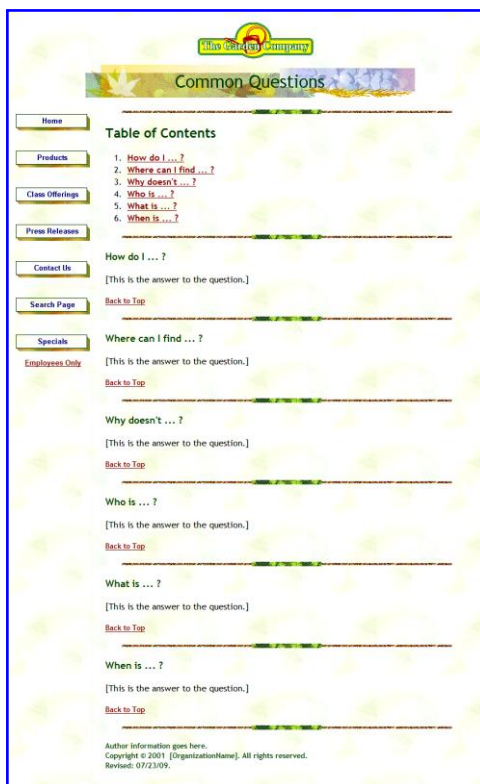 The Garden Company
Common Questions
Home
Products
Class Offerings
Press Releases
Contact Us
Search Page
Specials
Employees Only
Table of Contents
1. How do I ... ?
2. Where can I find ... ?
3. Why doesn't ... ?
4. Who is ... ?
5. What is ... ?
6. When is ... ?
How do I ... ?
[This is the answer to the question.]
Back to Top
Where can I find ... ?
[This is the answer to the question.]
Back to Top
Why doesn't ... ?
[This is the answer to the question.]
Back to Top
Who is ... ?
[This is the answer to the question.]
Back to Top
What is ... ?
[This is the answer to the question.]
Back to Top
When is ... ?
[This is the answer to the question.]
Back to Top
Author information goes here.
Copyright © 2001 [OrganizationName]. All rights reserved.
Revised: 07/23/09.